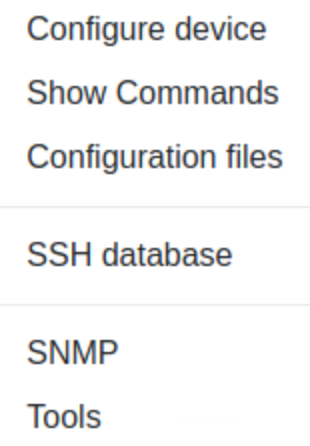 Configure device
Show Commands
Configuration files
SSH database
SNMP
Tools